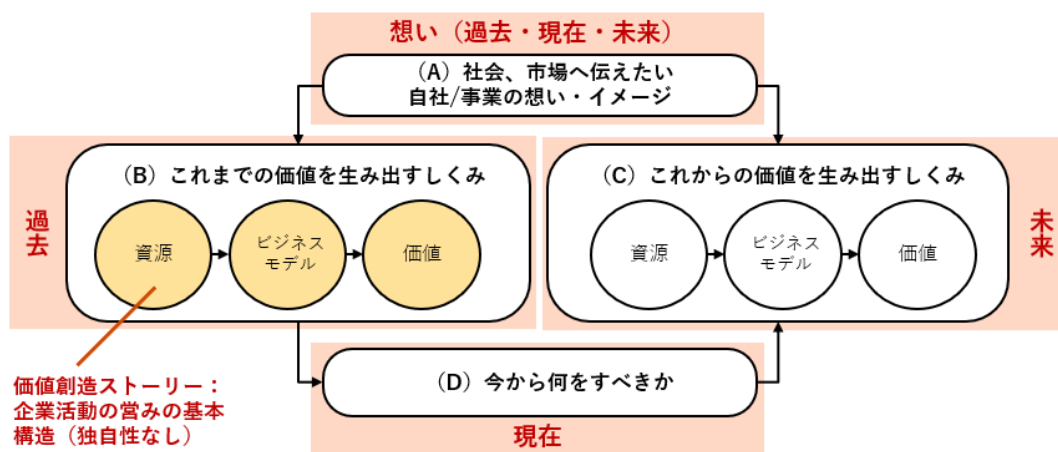 想い（過去・現在・未来）
（A）社会、市場へ伝えたい
自社/事業の想い・イメージ
過去
（B）これまでの価値を生み出すしくみ
資源
ビジネス
モデル
価値
（C）これからの価値を生み出すしくみ
資源
ビジネス
モデル
価値
未来
価値創造ストーリー：
企業活動の営みの基本
構造（独自性なし）
（D）今から何をすべきか
現在